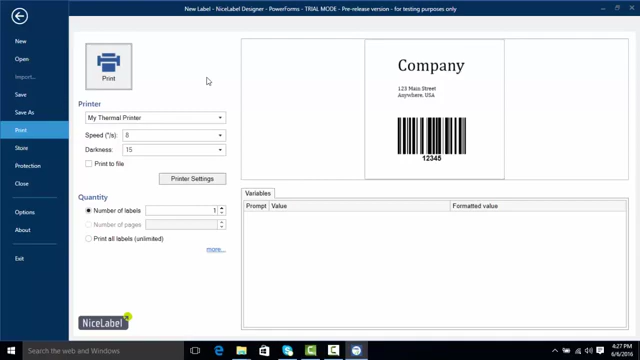 New Label - NiceLabel Designer - PowerForms - TRIAL MODE - Pre-release version - for testing purposes only
New
Open
Import...
Save
Save As
Print
Store
Protection
Close
Options
About
Exit
Print
Printer
My Thermal Printer
Speed ("/s): 8
Darkness: 15
Print to file
Printer Settings
Quantity
Number of labels 1
Number of pages
Print all labels (unlimited)
more...
NiceLabel
Company
123 Main Street
Anywhere, USA
12345
Variables
Prompt Value Formatted value
Search the web and Windows
4:27 PM
6/6/2016